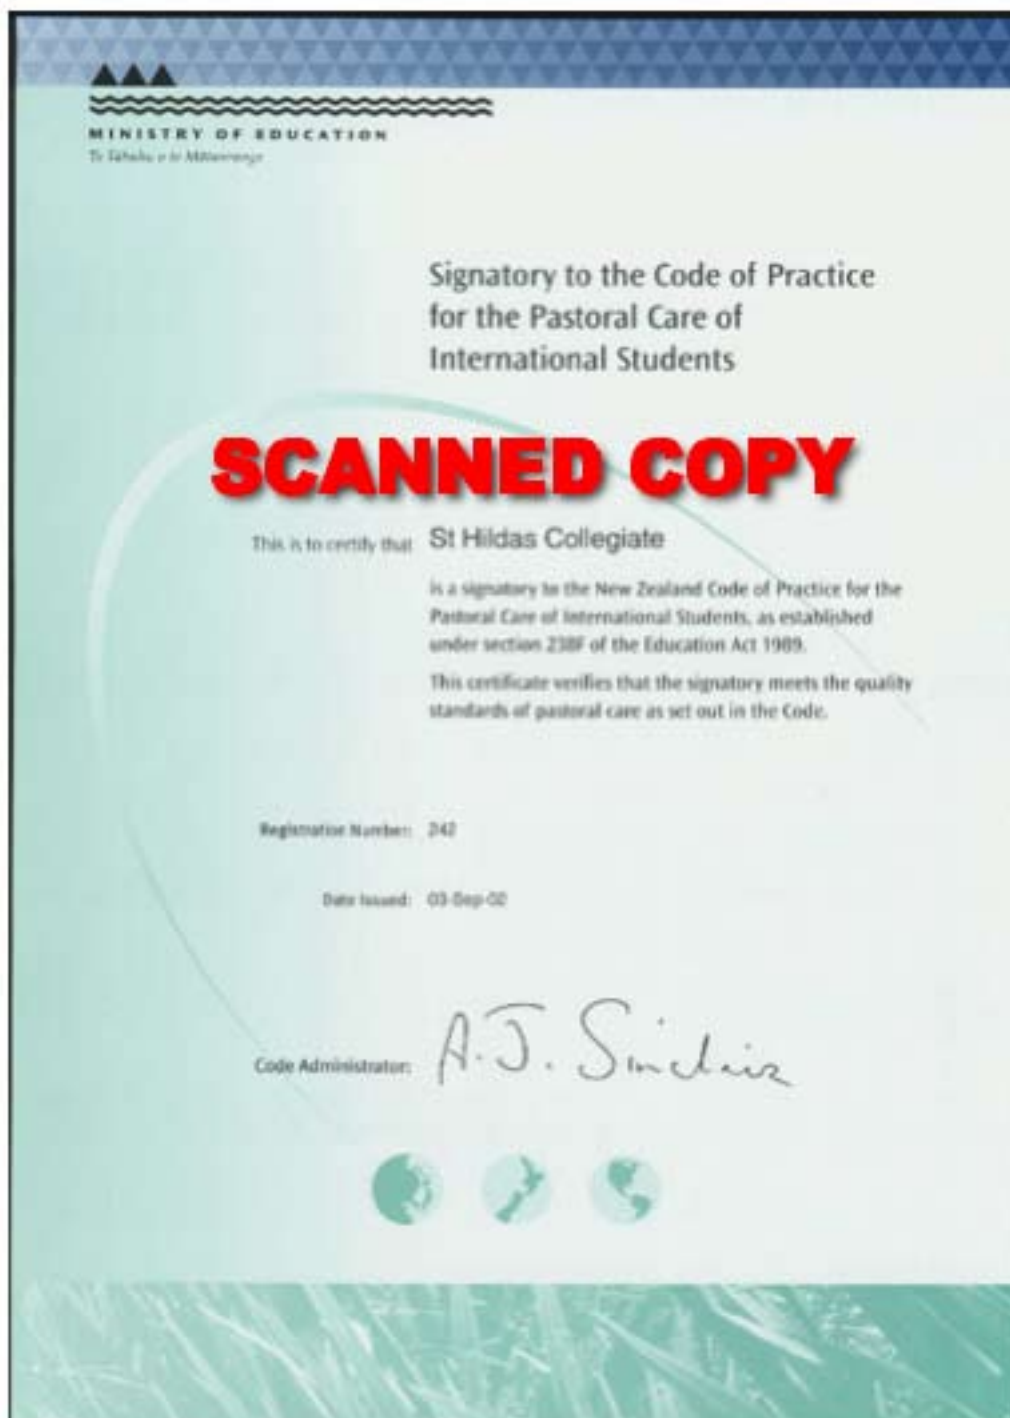 MINISTRY OF EDUCATION
Te Tāhuhu o te Mātauranga
Signatory to the Code of Practice
for the Pastoral Care of
International Students
SCANNED COPY
This is to certify that St Hildas Collegiate
is a signatory to the New Zealand Code of Practice for the
Pastoral Care of International Students, as established
under section 238F of the Education Act 1989.
This certificate verifies that the signatory meets the quality
standards of pastoral care as set out in the Code.
Registration Number: 242
Date Issued: 03-Sep-02
Code Administrator: A.J. Sinclair